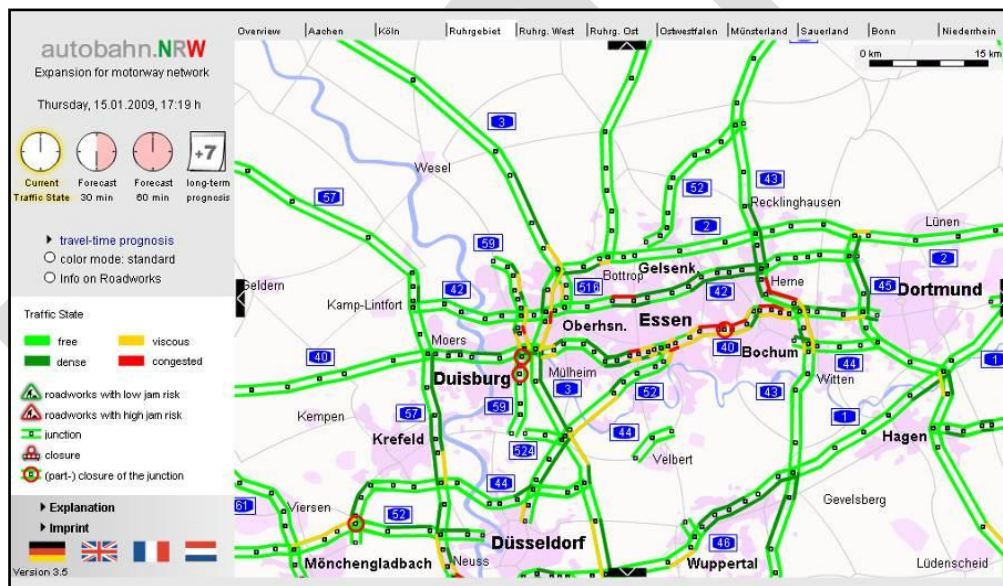 autobahn.NRW
Expansion for motorway network
Thursday, 15.01.2009, 17:19 h
Current Traffic State
Forecast 30 min
Forecast 60 min
+7
long-term prognosis
travel-time prognosis
color mode: standard
Info on Roadworks
Traffic State
free
viscous
dense
congested
roadworks with low jam risk
roadworks with high jam risk
junction
closure
(part-) closure of the junction
Explanation
Imprint
Version 3.5
Overview
Aachen
Köln
Ruhrgebiet
Ruhrg. West
Ruhrg. Ost
Ostwestfalen
Münsterland
Sauerland
Bonn
Niederrhein
0 km
15 km
3
Wesel
57
52
43
Recklinghausen
2
Lünen
59
Bottrop
Gelsenk.
2
Geldern
42
516
42
Herne
45
Dortmund
Kamp-Lintfort
Oberhsn.
Essen
Moers
40
40
Bochum
44
1
Duisburg
Mülheim
3
52
43
Witten
Kempen
57
59
44
1
Krefeld
524
Velbert
Hagen
44
Gevelsberg
61
Viersen
52
Düsseldorf
46
Mönchengladbach
Neuss
Wuppertal
Lüdenscheid